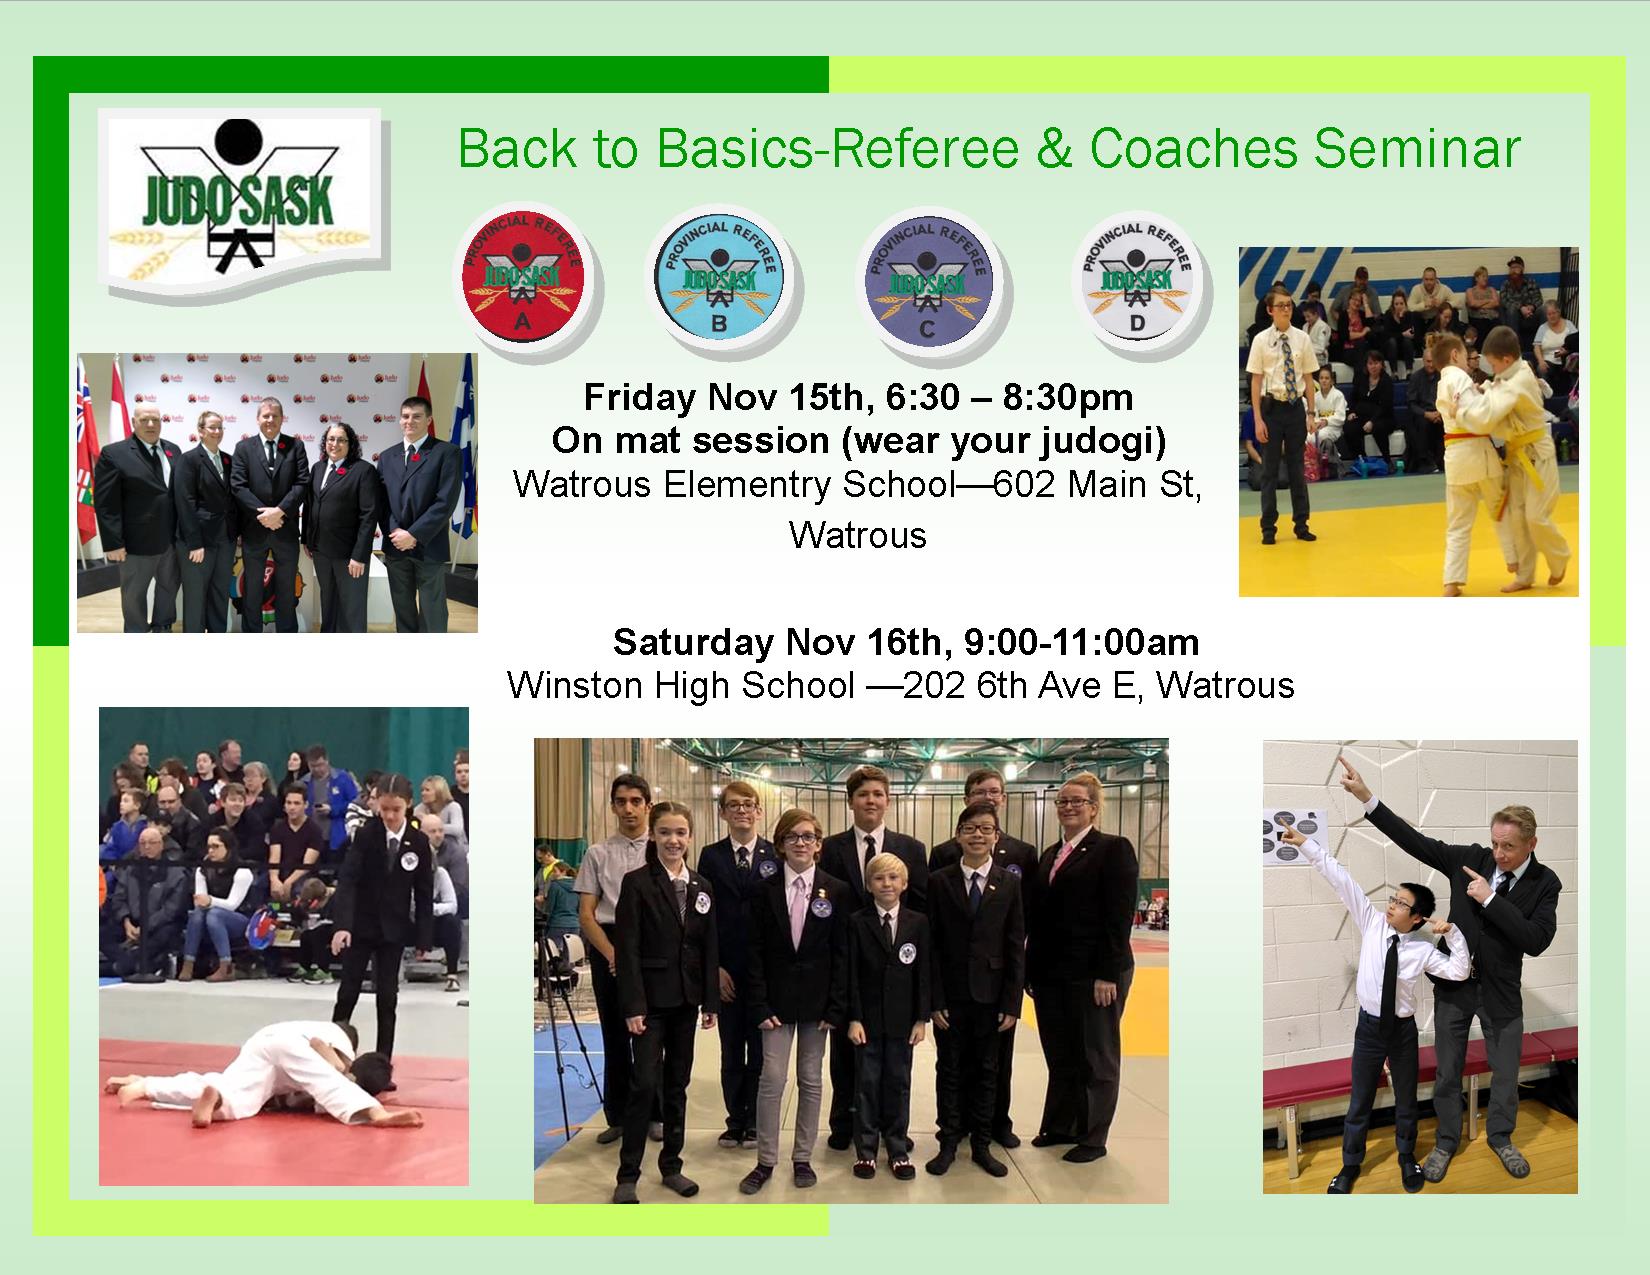 JUDO SASK
Back to Basics-Referee & Coaches Seminar
PROVINCIAL REFEREE
JUDO SASK
A
PROVINCIAL REFEREE
JUDO SASK
B
PROVINCIAL REFEREE
JUDO SASK
C
PROVINCIAL REFEREE
JUDO SASK
D
Friday Nov 15th, 6:30 – 8:30pm
On mat session (wear your judogi)
Watrous Elementry School—602 Main St,
Watrous
Saturday Nov 16th, 9:00-11:00am
Winston High School —202 6th Ave E, Watrous